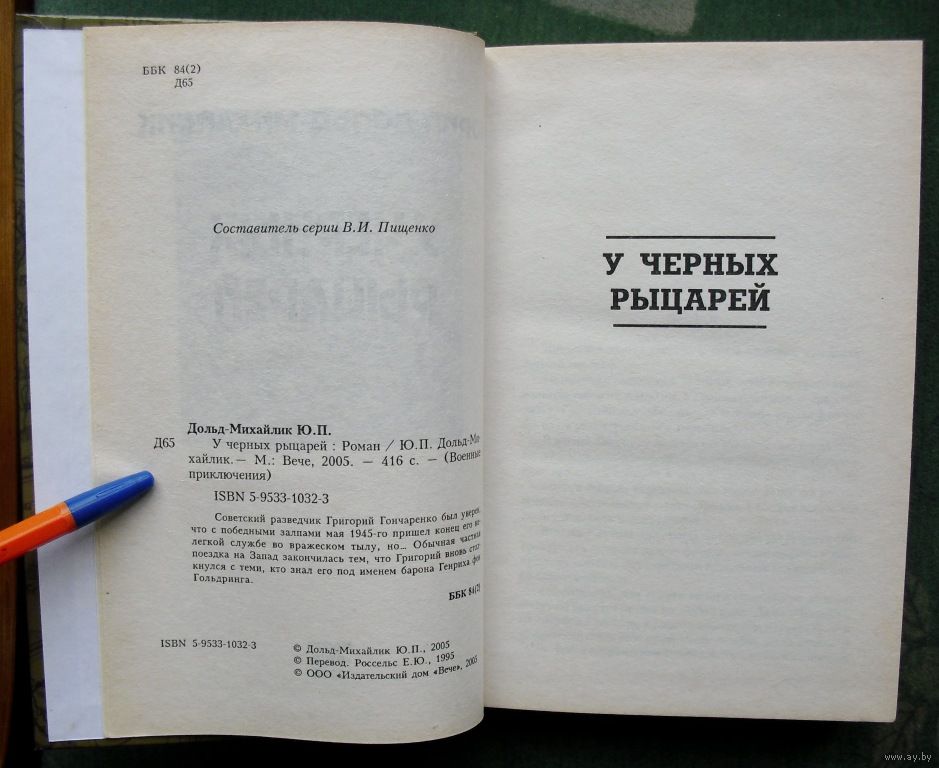 ББК 84(2)
Д65
Составитель серии В.И. Пищенко
Дольд-Михайлик Ю.П.
Д65 У черных рыцарей : Роман / Ю.П. Дольд-Ми-
хайлик.— М.: Вече, 2005. — 416 с. — (Военные
приключения)
ISBN 5-9533-1032-3
Советский разведчик Григорий Гончаренко был уверен,
что с победными залпами мая 1945-го пришел конец его не-
легкой службе во вражеском тылу, но... Обычная частная
поездка на Запад закончилась тем, что Григорий вновь стол-
кнулся с теми, кто знал его под именем барона Генриха фон
Гольдринга.
ББК 84(2)
ISBN 5-9533-1032-3
© Дольд-Михайлик Ю.П., 2005
© Перевод. Россельс Е.Ю., 1995
© ООО «Издательский дом «Вече», 2005
У ЧЕРНЫХ
РЫЦАРЕЙ
www.ay.by